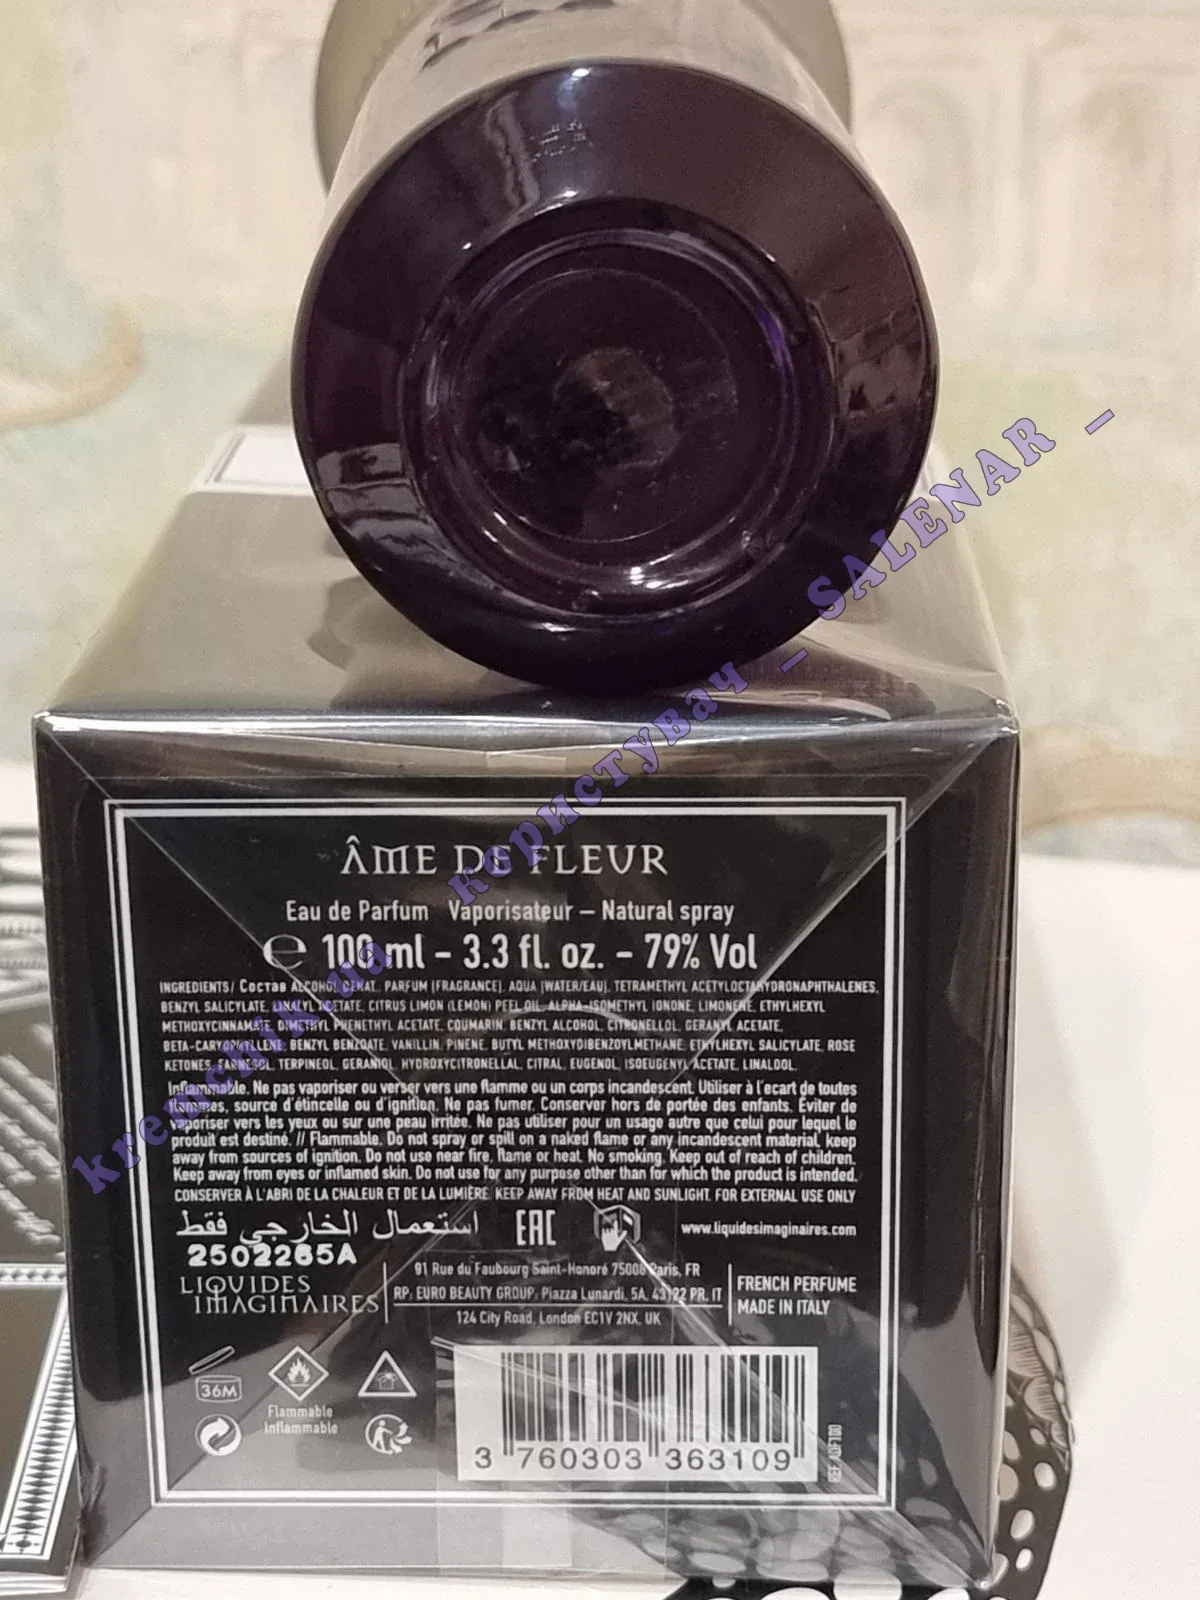 ÂME DE FLEUR
Eau de Parfum Vaporisateur – Natural spray
℮ 100 ml – 3.3 fl. oz. – 79% Vol
INGREDIENTS/ Состав ALCOHOL DENAT., PARFUM (FRAGRANCE), AQUA (WATER/EAU), TETRAMETHYL ACETYLOCTAHYDRONAPHTHALENES,
BENZYL SALICYLATE, LINALYL ACETATE, CITRUS LIMON (LEMON) PEEL OIL, ALPHA-ISOMETHYL IONONE, LIMONENE, ETHYLHEXYL
METHOXYCINNAMATE, DIMETHYL PHENETHYL ACETATE, COUMARIN, BENZYL ALCOHOL, CITRONELLOL, GERANYL ACETATE,
BETA-CARYOPHYLLENE, BENZYL BENZOATE, VANILLIN, PINENE, BUTYL METHOXYDIBENZOYLMETHANE, ETHYLHEXYL SALICYLATE, ROSE
KETONES, FARNESOL, TERPINEOL, GERANIOL, HYDROXYCITRONELLAL, CITRAL, EUGENOL, ISOEUGENYL ACETATE, LINALOOL.
Inflammable. Ne pas vaporiser ou verser vers une flamme ou un corps incandescent. Utiliser à l'ecart de toutes
flammes, source d'étincelle ou d'ignition. Ne pas fumer. Conserver hors de portée des enfants. Éviter de
vaporiser vers les yeux ou sur une peau irritée. Ne pas utiliser pour un usage autre que celui pour lequel le
produit est destiné. // Flammable. Do not spray or spill on a naked flame or any incandescent material, keep
away from sources of ignition. Do not use near fire, flame or heat. No smoking. Keep out of reach of children.
Keep away from eyes or inflamed skin. Do not use for any purpose other than for which the product is intended.
CONSERVER À L'ABRI DE LA CHALEUR ET DE LA LUMIÈRE. KEEP AWAY FROM HEAT AND SUNLIGHT. FOR EXTERNAL USE ONLY
استعمال الخارجي فقط EAC www.liquidesimaginaires.com
2502265A
LIQUIDES
IMAGINAIRES
91 Rue du Faubourg Saint-Honoré 75008 Paris, FR
RP: EURO BEAUTY GROUP: Piazza Lunardi, 5A, 43122 PR, IT
124 City Road, London EC1V 2NX, UK
FRENCH PERFUME
MADE IN ITALY
36M
Flammable
Inflammable
3 760303 363109
REF. ADF100
kremchik.ua користувач _ SALENAR _